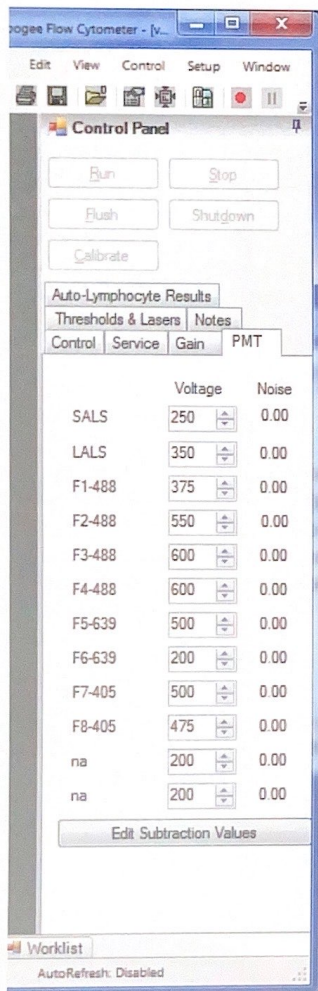 ogee Flow Cytometer - [v...
Edit View Control Setup Window
Control Panel
Run Stop
Flush Shutdown
Calibrate
Auto-Lymphocyte Results
Thresholds & Lasers Notes
Control Service Gain PMT
Voltage Noise
SALS 250 0.00
LALS 350 0.00
F1-488 375 0.00
F2-488 550 0.00
F3-488 600 0.00
F4-488 600 0.00
F5-639 500 0.00
F6-639 200 0.00
F7-405 500 0.00
F8-405 475 0.00
na 200 0.00
na 200 0.00
Edit Subtraction Values
Worklist
AutoRefresh: Disabled